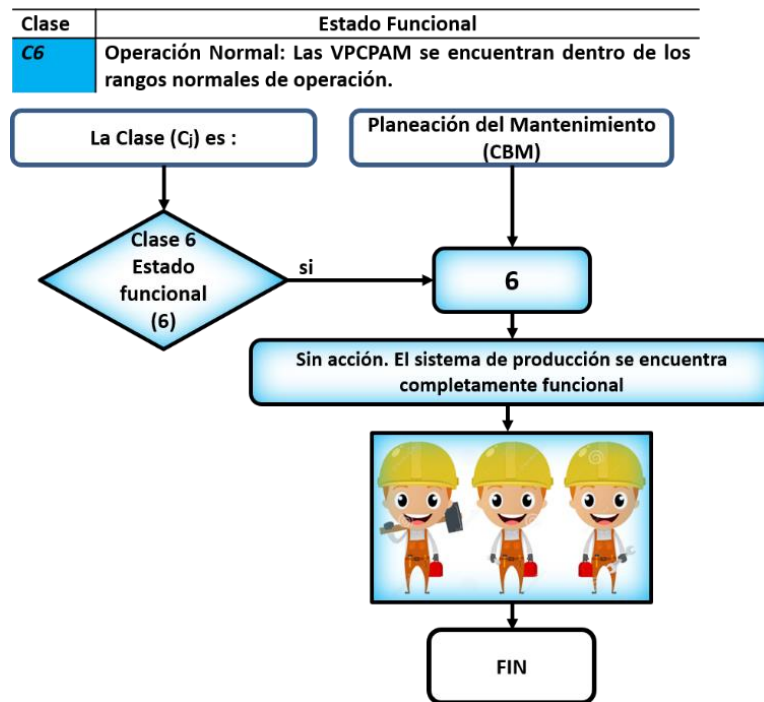 Clase Estado Funcional
C6 Operación Normal: Las VPCPAM se encuentran dentro de los
rangos normales de operación.
La Clase (Cj) es :
Planeación del Mantenimiento
(CBM)
Clase 6
Estado
funcional
(6)
si
6
Sin acción. El sistema de producción se encuentra
completamente funcional
FIN